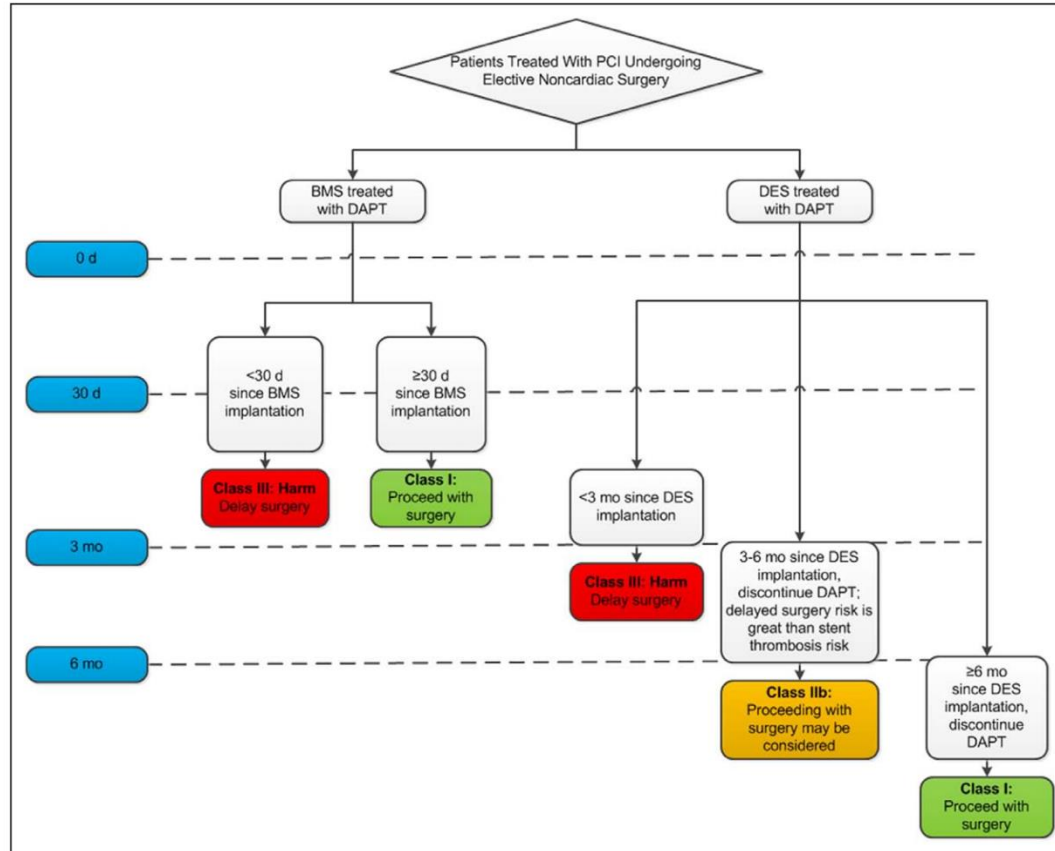 Patients Treated With PCI Undergoing
Elective Noncardiac Surgery
BMS treated
with DAPT
DES treated
with DAPT
0 d
<30 d
since BMS
implantation
≥30 d
since BMS
implantation
30 d
Class III: Harm
Delay surgery
Class I:
Proceed with
surgery
<3 mo since DES
implantation
3 mo
3-6 mo since DES
implantation,
discontinue DAPT;
delayed surgery risk is
great than stent
thrombosis risk
Class III: Harm
Delay surgery
6 mo
≥6 mo
since DES
implantation,
discontinue
DAPT
Class IIb:
Proceeding with
surgery may be
considered
Class I:
Proceed with
surgery